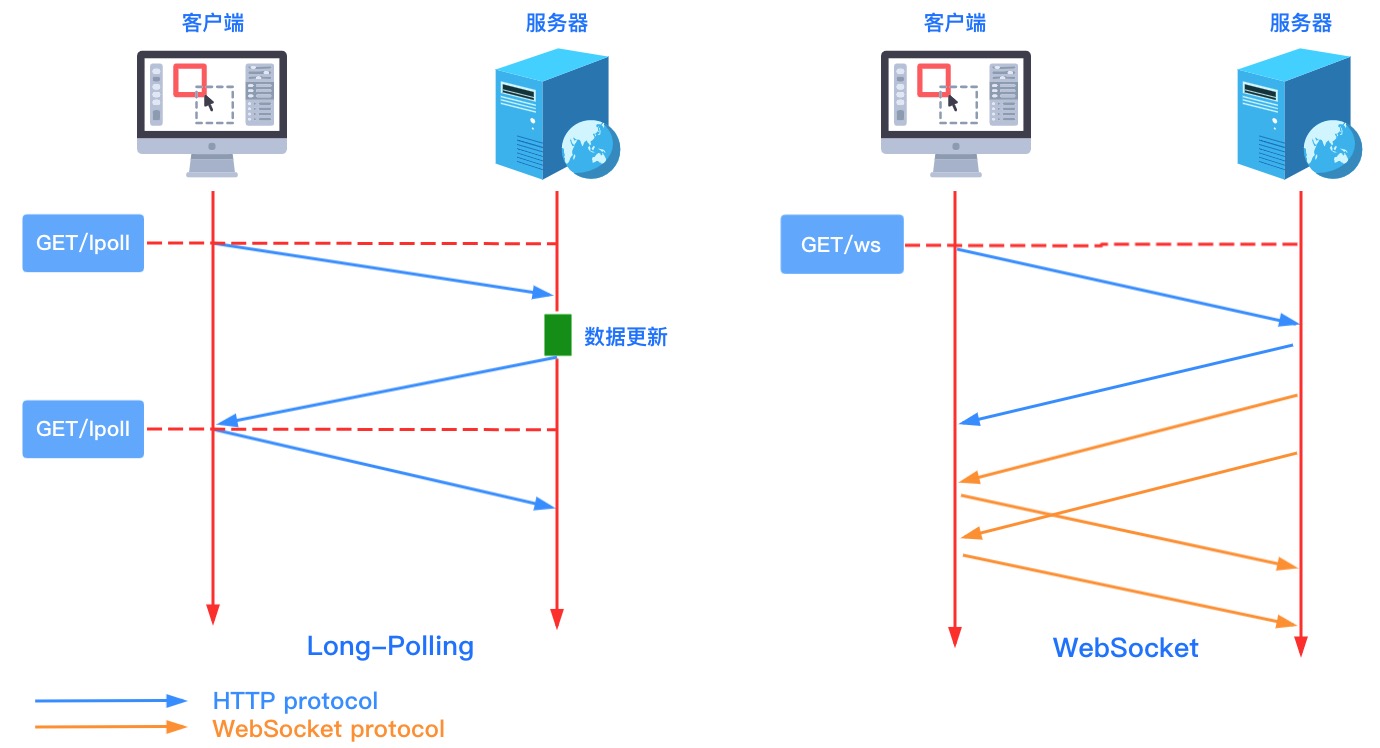 客户端
服务器
GET/lpoll
数据更新
GET/lpoll
Long-Polling
客户端
服务器
GET/ws
WebSocket
HTTP protocol
WebSocket protocol